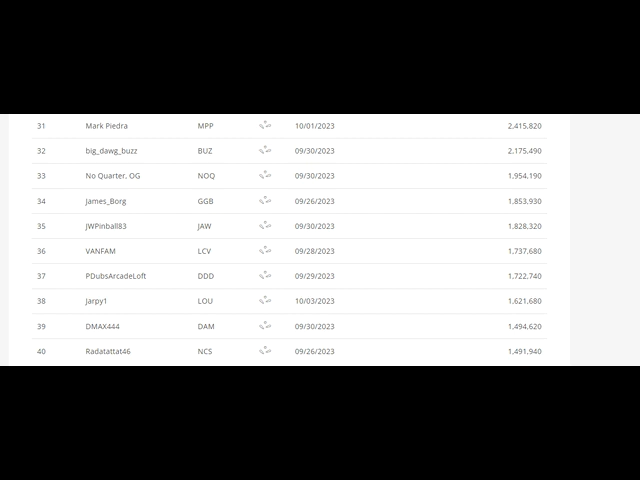 31 Mark Piedra MPP 10/01/2023 2,415,820
32 big_dawg_buzz BUZ 09/30/2023 2,175,490
33 No Quarter, OG NOQ 09/30/2023 1,954,190
34 James_Borg GGB 09/26/2023 1,853,930
35 JWPinball83 JAW 09/30/2023 1,828,320
36 VANFAM LCV 09/28/2023 1,737,680
37 PDubsArcadeLoft DDD 09/29/2023 1,722,740
38 Jarpy1 LOU 10/03/2023 1,621,680
39 DMAX444 DAM 09/30/2023 1,494,620
40 Radatattat46 NCS 09/26/2023 1,491,940